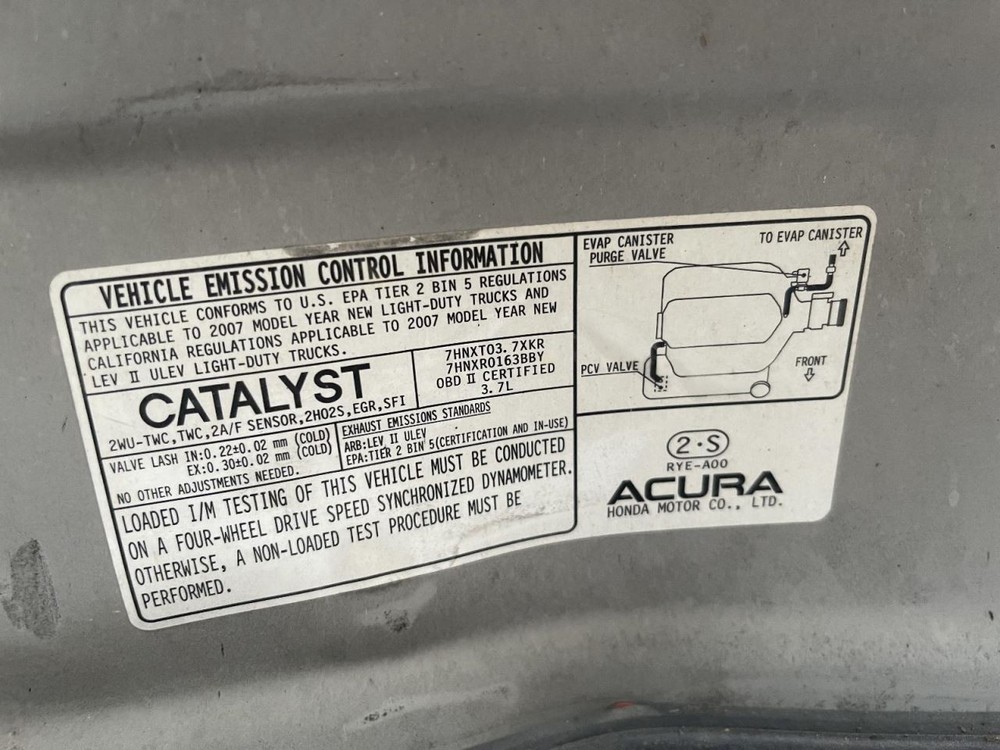 VEHICLE EMISSION CONTROL INFORMATION
THIS VEHICLE CONFORMS TO U.S. EPA TIER 2 BIN 5 REGULATIONS
APPLICABLE TO 2007 MODEL YEAR NEW LIGHT-DUTY TRUCKS AND
CALIFORNIA REGULATIONS APPLICABLE TO 2007 MODEL YEAR NEW
LEV II ULEV LIGHT-DUTY TRUCKS.
CATALYST
2WU-TWC,TWC,2A/F SENSOR,2HO2S,EGR,SFI
7HNXT03.7XKR
7HNXR0163BBY
OBD II CERTIFIED
3.7L
VALVE LASH IN:0.22±0.02 mm (COLD)
EX:0.30±0.02 mm (COLD)
NO OTHER ADJUSTMENTS NEEDED.
EXHAUST EMISSIONS STANDARDS
ARB:LEV II ULEV
EPA:TIER 2 BIN 5(CERTIFICATION AND IN-USE)
LOADED I/M TESTING OF THIS VEHICLE MUST BE CONDUCTED
ON A FOUR-WHEEL DRIVE SPEED SYNCHRONIZED DYNAMOMETER.
OTHERWISE, A NON-LOADED TEST PROCEDURE MUST BE
PERFORMED.
EVAP CANISTER
PURGE VALVE
TO EVAP CANISTER
PCV VALVE
FRONT
2·S
RYE-A00
ACURA
HONDA MOTOR CO., LTD.